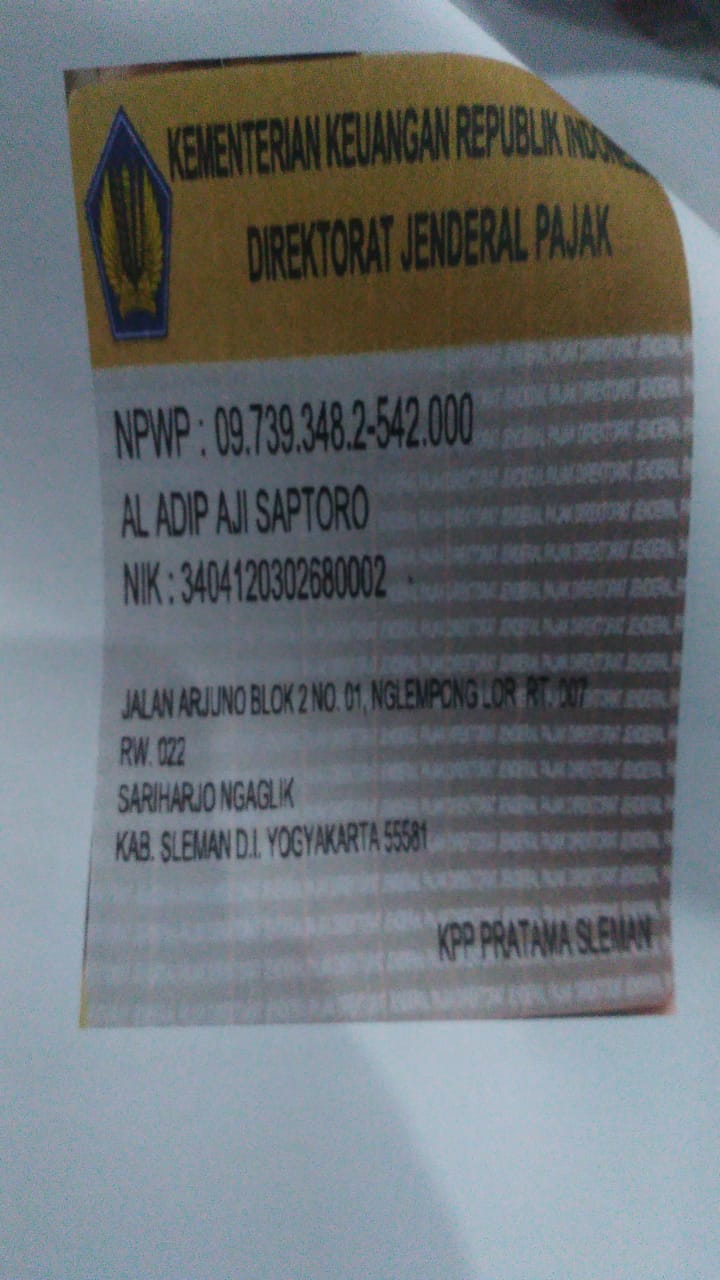 KEMENTERIAN KEUANGAN REPUBLIK INDONESIA
DIREKTORAT JENDERAL PAJAK
NPWP : 09.739.348.2-542.000
AL ADIP AJI SAPTORO
NIK : 3404120302680002
JALAN ARJUNO BLOK 2 NO. 01, NGLEMPONG LOR RT. 007
RW. 022
SARIHARJO NGAGLIK
KAB. SLEMAN D.I. YOGYAKARTA 55581
KPP PRATAMA SLEMAN